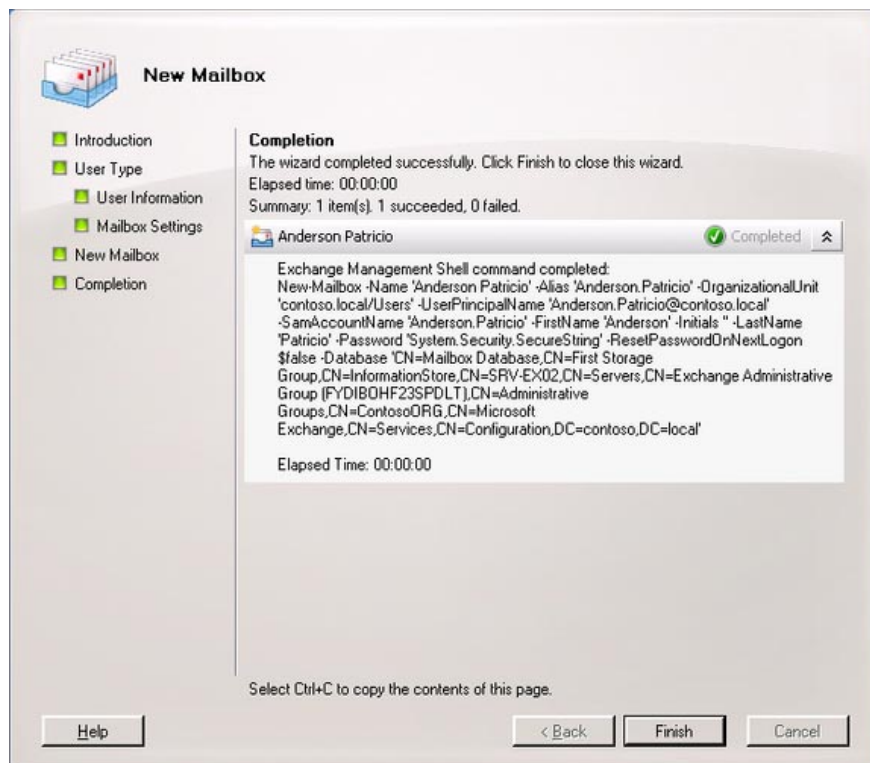 New Mailbox
Introduction
User Type
User Information
Mailbox Settings
New Mailbox
Completion
Completion
The wizard completed successfully. Click Finish to close this wizard.
Elapsed time: 00:00:00
Summary: 1 item(s). 1 succeeded, 0 failed.
Anderson Patricio
Completed
Exchange Management Shell command completed:
New-Mailbox -Name 'Anderson Patricio' -Alias 'Anderson.Patricio' -OrganizationalUnit
'contoso.local/Users' -UserPrincipalName 'Anderson.Patricio@contoso.local'
-SamAccountName 'Anderson.Patricio' -FirstName 'Anderson' -Initials '' -LastName
'Patricio' -Password 'System.Security.SecureString' -ResetPasswordOnNextLogon
$false -Database 'CN=Mailbox Database,CN=First Storage
Group,CN=InformationStore,CN=SRV-EX02,CN=Servers,CN=Exchange Administrative
Group (FYDIBOHF23SPDLT),CN=Administrative
Groups,CN=ContosoORG,CN=Microsoft
Exchange,CN=Services,CN=Configuration,DC=contoso,DC=local'
Elapsed Time: 00:00:00
Select Ctrl+C to copy the contents of this page.
Help
< Back
Finish
Cancel